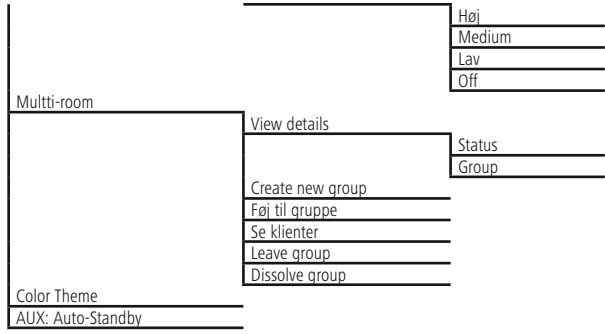 Høj
Medium
Lav
Off
Multti-room
View details
Status
Group
Create new group
Føj til gruppe
Se klienter
Leave group
Dissolve group
Color Theme
AUX: Auto-Standby